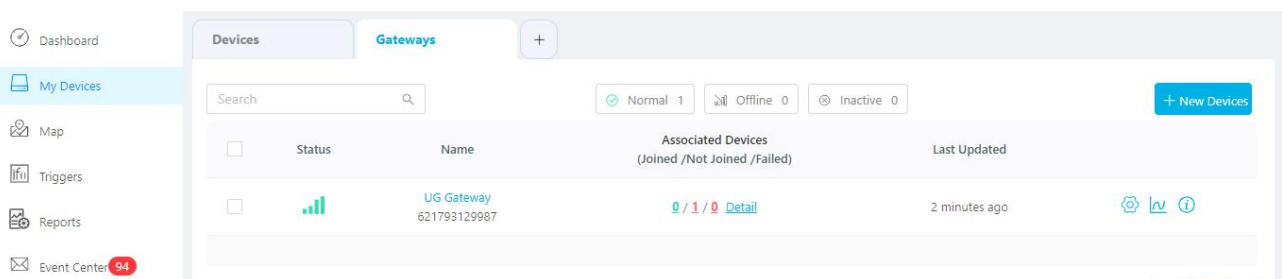 Dashboard
My Devices
Map
Triggers
Reports
Event Center 94
Devices
Gateways
+
Search
Normal 1
Offline 0
Inactive 0
+ New Devices
Status
Name
Associated Devices
(Joined /Not Joined /Failed)
Last Updated
UG Gateway
621793129987
0 / 1 / 0 Detail
2 minutes ago